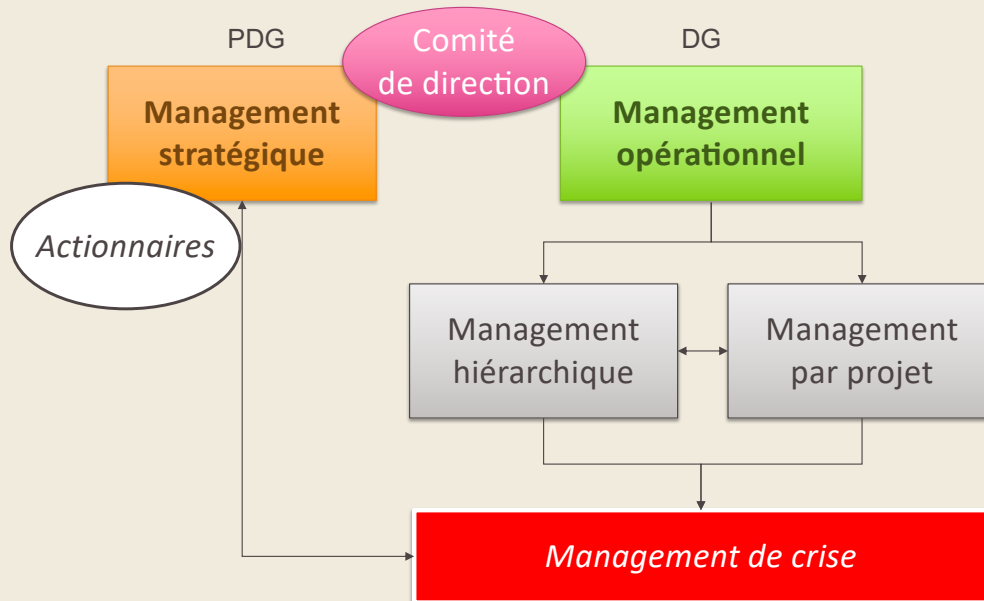 PDG
Comité
de direction
DG
Management
stratégique
Management
opérationnel
Actionnaires
Management
hiérarchique
Management
par projet
Management de crise